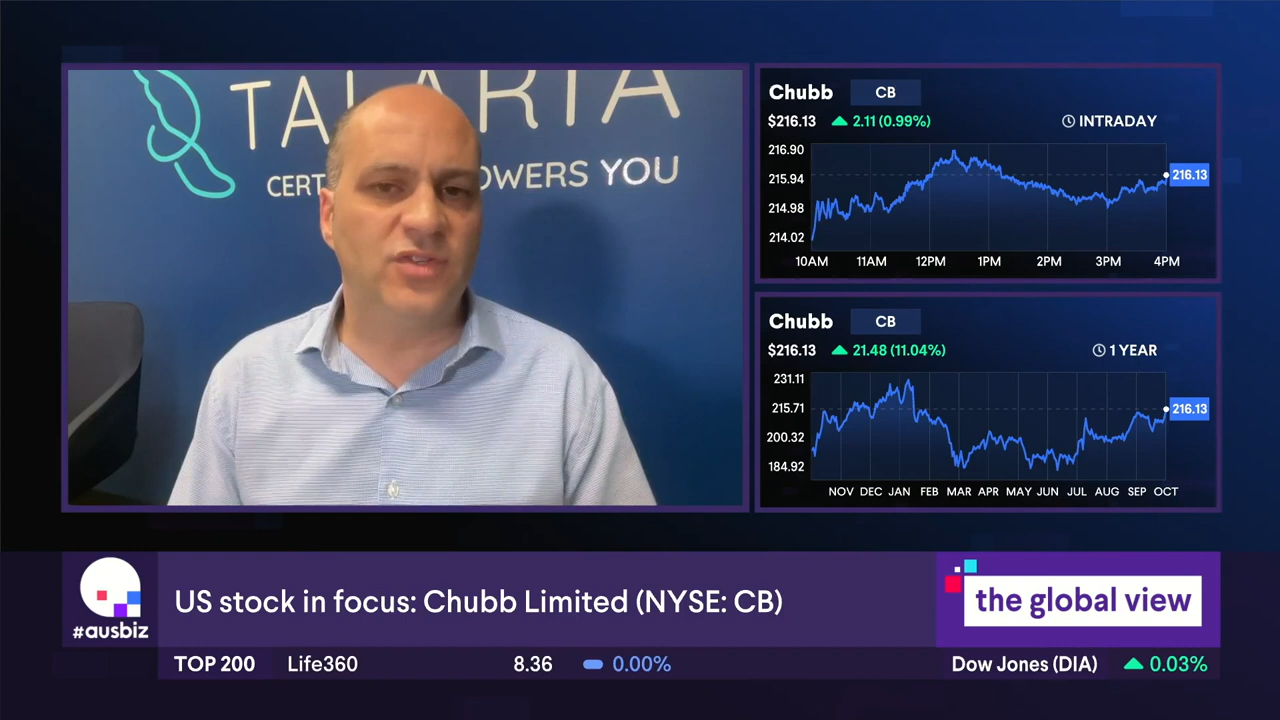 TALARIA
CERT
OWERS YOU
Chubb CB
$216.13 2.11 (0.99%) INTRADAY
216.90
215.94
214.98
214.02
216.13
10AM 11AM 12PM 1PM 2PM 3PM 4PM
Chubb CB
$216.13 21.48 (11.04%) 1 YEAR
231.11
215.71
200.32
184.92
216.13
NOV DEC JAN FEB MAR APR MAY JUN JUL AUG SEP OCT
#ausbiz
US stock in focus: Chubb Limited (NYSE: CB)
the global view
TOP 200 Life360 8.36 0.00% Dow Jones (DIA) 0.03%